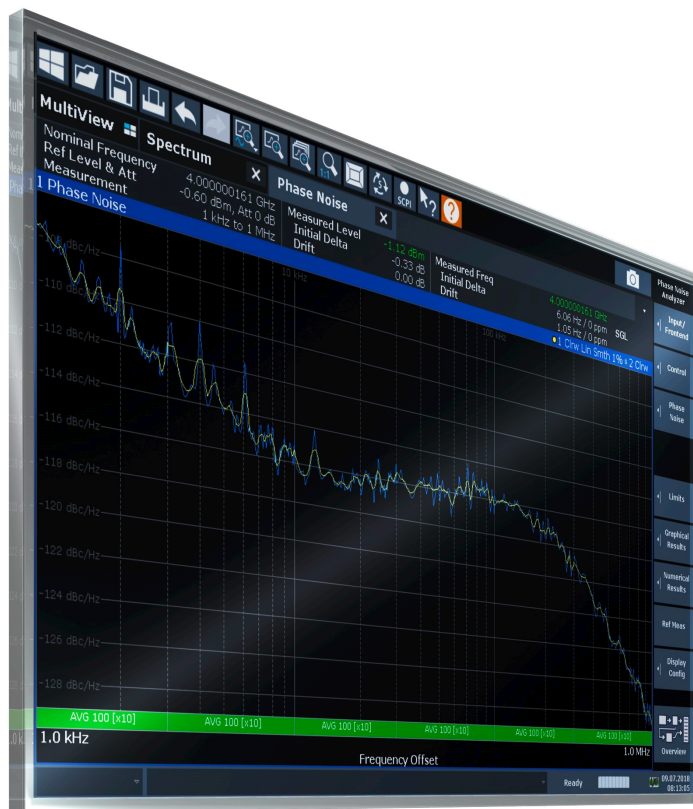 SCPI
1:1
MultiView
Spectrum
Phase Noise
Nominal Frequency 4.000000161 GHz
Ref Level & Att -0.60 dBm, Att 0 dB
Measurement 1 kHz to 1 MHz
Measured Level -1.12 dBm
Initial Delta -0.33 dB
Drift 0.00 dB
Measured Freq 4.000000161 GHz
Initial Delta 6.06 Hz / 0 ppm
Drift 1.05 Hz / 0 ppm
SGL
1 Phase Noise
1 Clrw Lin Smth 1% 2 Clrw
10 kHz
100 kHz
-110 dBc/Hz
-112 dBc/Hz
-114 dBc/Hz
-116 dBc/Hz
-118 dBc/Hz
-120 dBc/Hz
-122 dBc/Hz
-124 dBc/Hz
-126 dBc/Hz
-128 dBc/Hz
AVG 100 [x10]
AVG 100 [x10]
AVG 100 [x10]
AVG 100 [x10]
AVG 100 [x10]
AVG 100 [x10]
1.0 kHz
Frequency Offset
1.0 MHz
Phase Noise
Analyzer
Input/
Frontend
Control
Phase
Noise
Limits
Graphical
Results
Numerical
Results
Ref Meas
Display
Config
Overview
Ready
09.07.2018
08:13:05